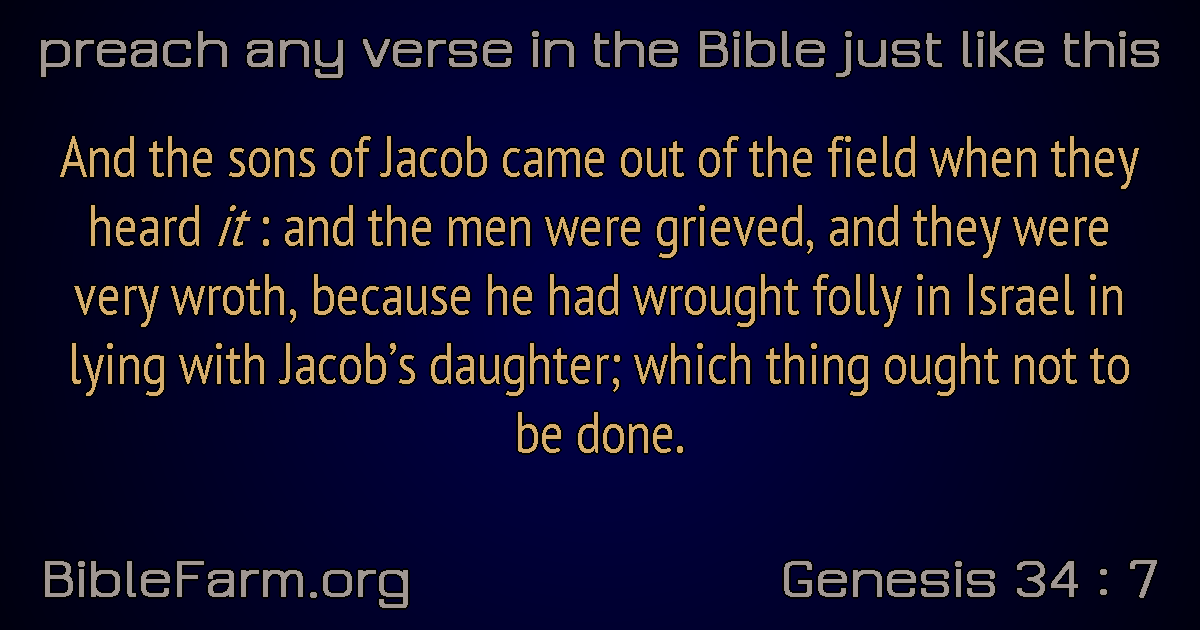 preach any verse in the Bible just like this
And the sons of Jacob came out of the field when they
heard it : and the men were grieved, and they were
very wroth, because he had wrought folly in Israel in
lying with Jacob’s daughter; which thing ought not to
be done.
BibleFarm.org
Genesis 34 : 7